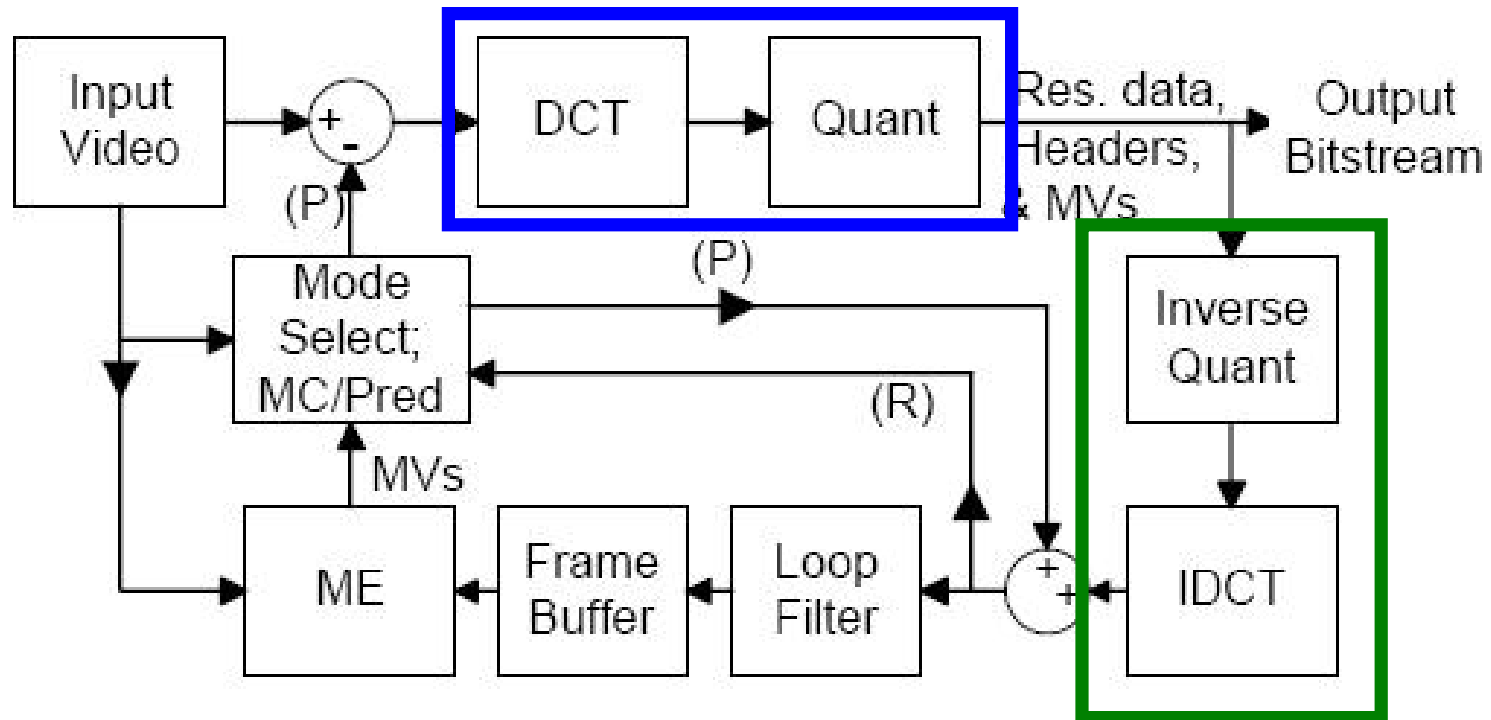 Input
Video
+
-
DCT
Quant
Res. data,
Headers,
& MVs
Output
Bitstream
(P)
(P)
Mode
Select;
MC/Pred
(R)
Inverse
Quant
MVs
ME
Frame
Buffer
Loop
Filter
+
+
IDCT